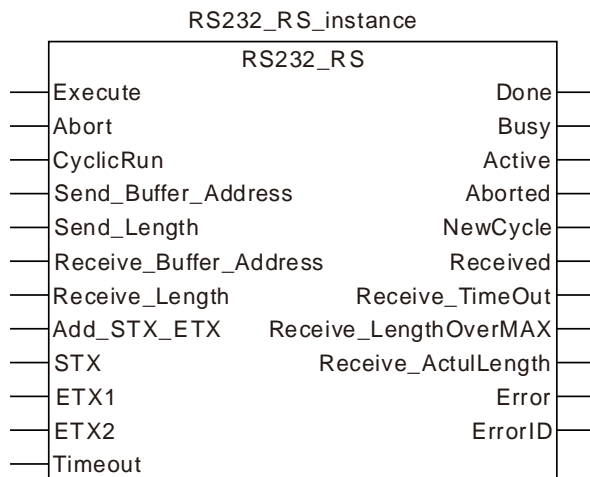 RS232_RS_instance
RS232_RS
Execute Done
Abort Busy
CyclicRun Active
Send_Buffer_Address Aborted
Send_Length NewCycle
Receive_Buffer_Address Received
Receive_Length Receive_TimeOut
Add_STX_ETX Receive_LengthOverMAX
STX Receive_ActulLength
ETX1 Error
ETX2 ErrorID
Timeout